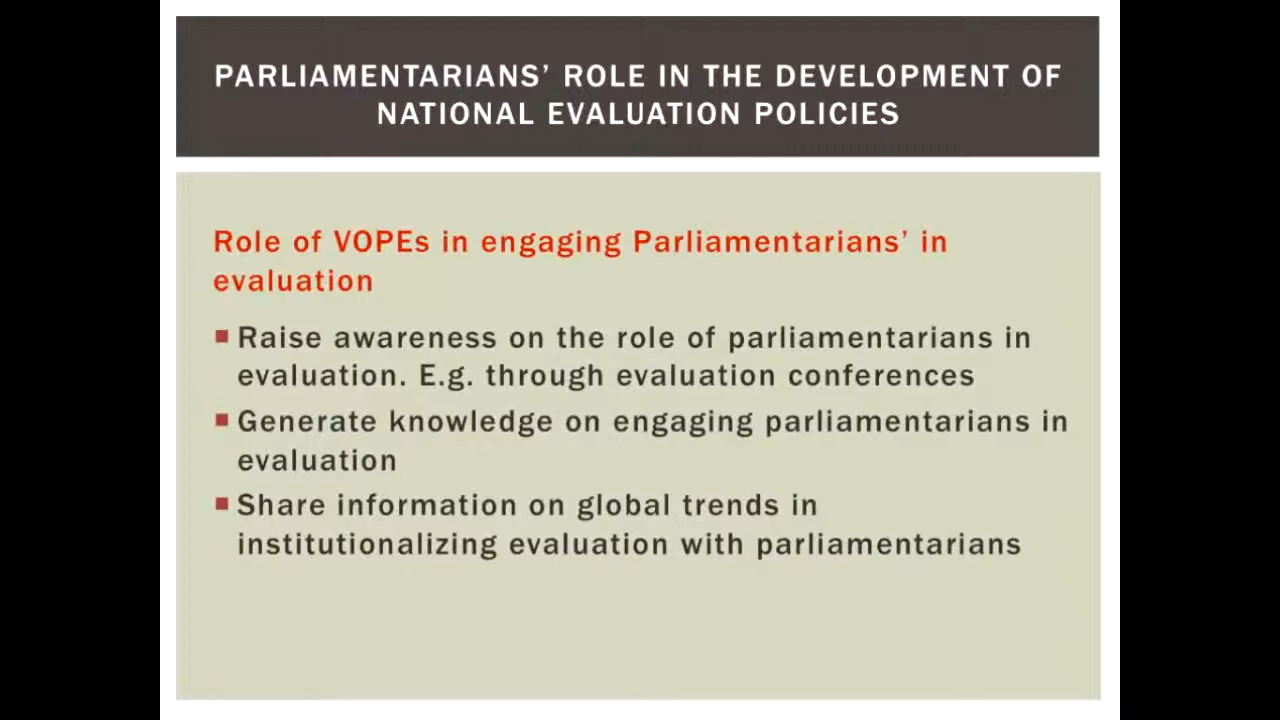 PARLIAMENTARIANS’ ROLE IN THE DEVELOPMENT OF
NATIONAL EVALUATION POLICIES
Role of VOPEs in engaging Parliamentarians’ in
evaluation
Raise awareness on the role of parliamentarians in
evaluation. E.g. through evaluation conferences
Generate knowledge on engaging parliamentarians in
evaluation
Share information on global trends in
institutionalizing evaluation with parliamentarians